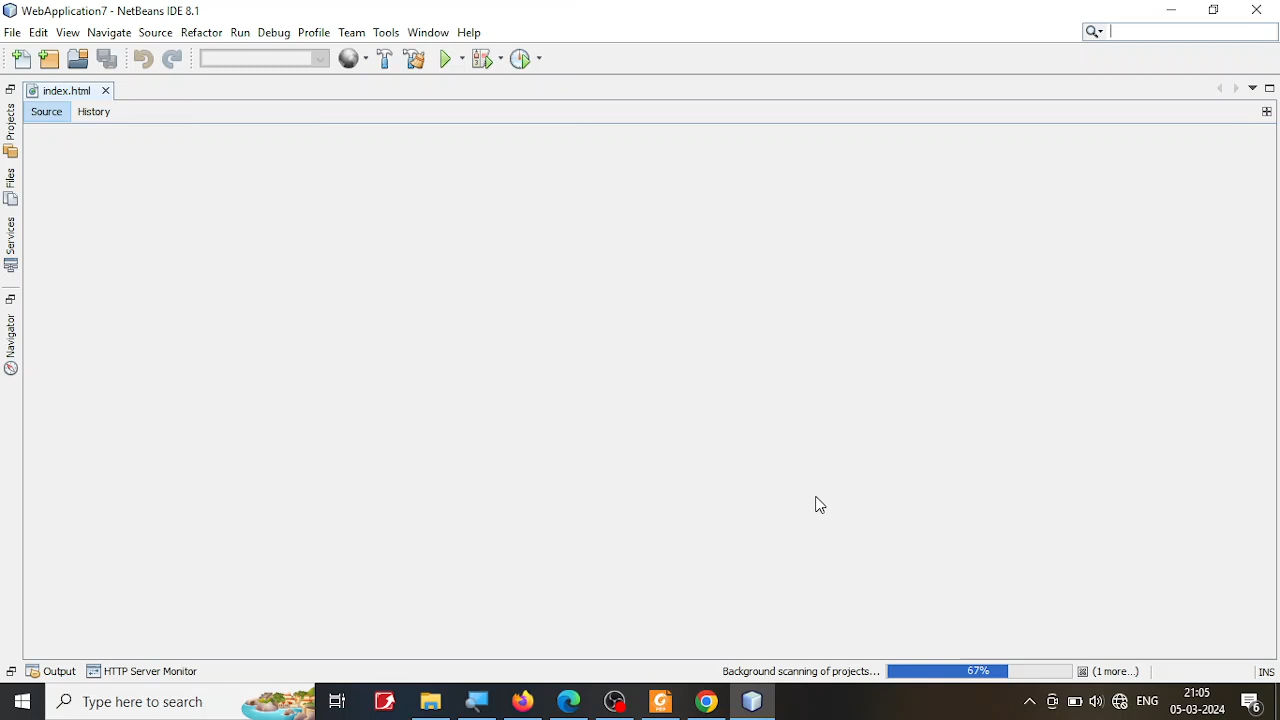 WebApplication7 - NetBeans IDE 8.1
File Edit View Navigate Source Refactor Run Debug Profile Team Tools Window Help
index.html
Source History
Projects
Files
Services
Navigator
Output HTTP Server Monitor Background scanning of projects... 67% (1 more...) INS
Type here to search
ENG
21:05
05-03-2024
6